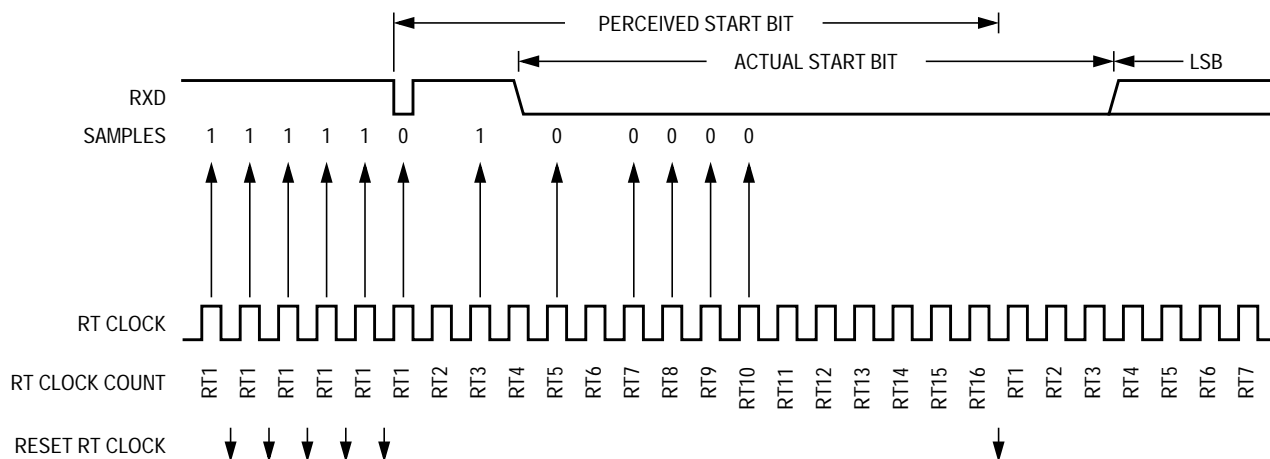 PERCEIVED START BIT
ACTUAL START BIT
LSB
RXD
SAMPLES 1 1 1 1 1 0 1 0 0 0 0 0
RT CLOCK
RT CLOCK COUNT RT1 RT1 RT1 RT1 RT1 RT1 RT2 RT3 RT4 RT5 RT6 RT7 RT8 RT9 RT10 RT11 RT12 RT13 RT14 RT15 RT16 RT1 RT2 RT3 RT4 RT5 RT6 RT7
RESET RT CLOCK